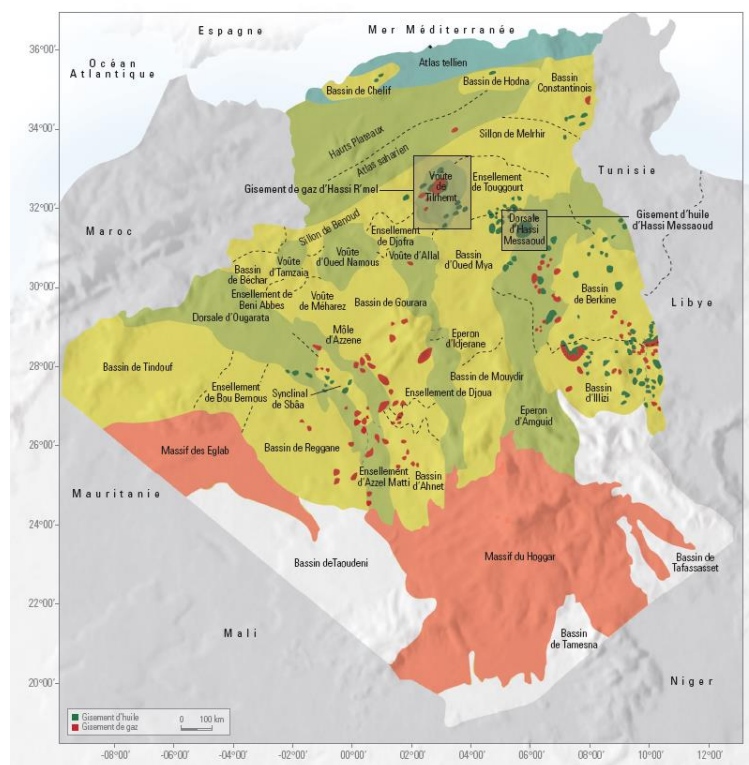 Espagne
Mer Méditerranée
36°00'
Océan
Atlantique
Atlas tellien
Bassin de Chelif
Bassin de Hodna
Bassin
Constantinois
34°00'
Hauts Plateaux
Atlas saharien
Sillon de Melrhir
Tunisie
Gisement de gaz d'Hassi R'mel
Voute
de
Tilrhemt
Ensellement
de Touggourt
32°00'
Maroc
Sillon de Benoud
Ensellement
de Djofra
Dorsale
d'Hassi
Messaoud
Gisement d'huile
d'Hassi Messaoud
Bassin
de Béchar
Voûte
d'Tamzaia
Voûte
d'Oued Namous
Voûte d'Allal
Bassin
d'Oued Mya
30°00'
Ensellement de
Beni Abbes
Voûte
de Méharez
Bassin de Gourara
Bassin
de Berkine
Libye
Dorsale d'Ougarata
Môle
d'Azzene
Eperon
d'Idjerane
28°00'
Bassin de Tindouf
Ensellement
de Bou Bernous
Synclinal
de Sbâa
Bassin de Mouydir
Ensellement de Djoua
Bassin
d'Illizi
Eperon
d'Amguid
26°00'
Massif des Eglab
Bassin de Reggane
Ensellement
d'Azzel Matti
Bassin
d'Ahnet
Mauritanie
24°00'
Bassin deTaoudeni
Massif du Hoggar
Bassin de
Tafassasset
22°00'
Mali
Bassin
de Tamesna
20°00'
Niger
Gisement d'huile
Gisement de gaz
0 100 km
-08°00' -06°00' -04°00' -02°00' 00°00' 02°00' 04°00' 06°00' 08°00' 10°00' 12°00'